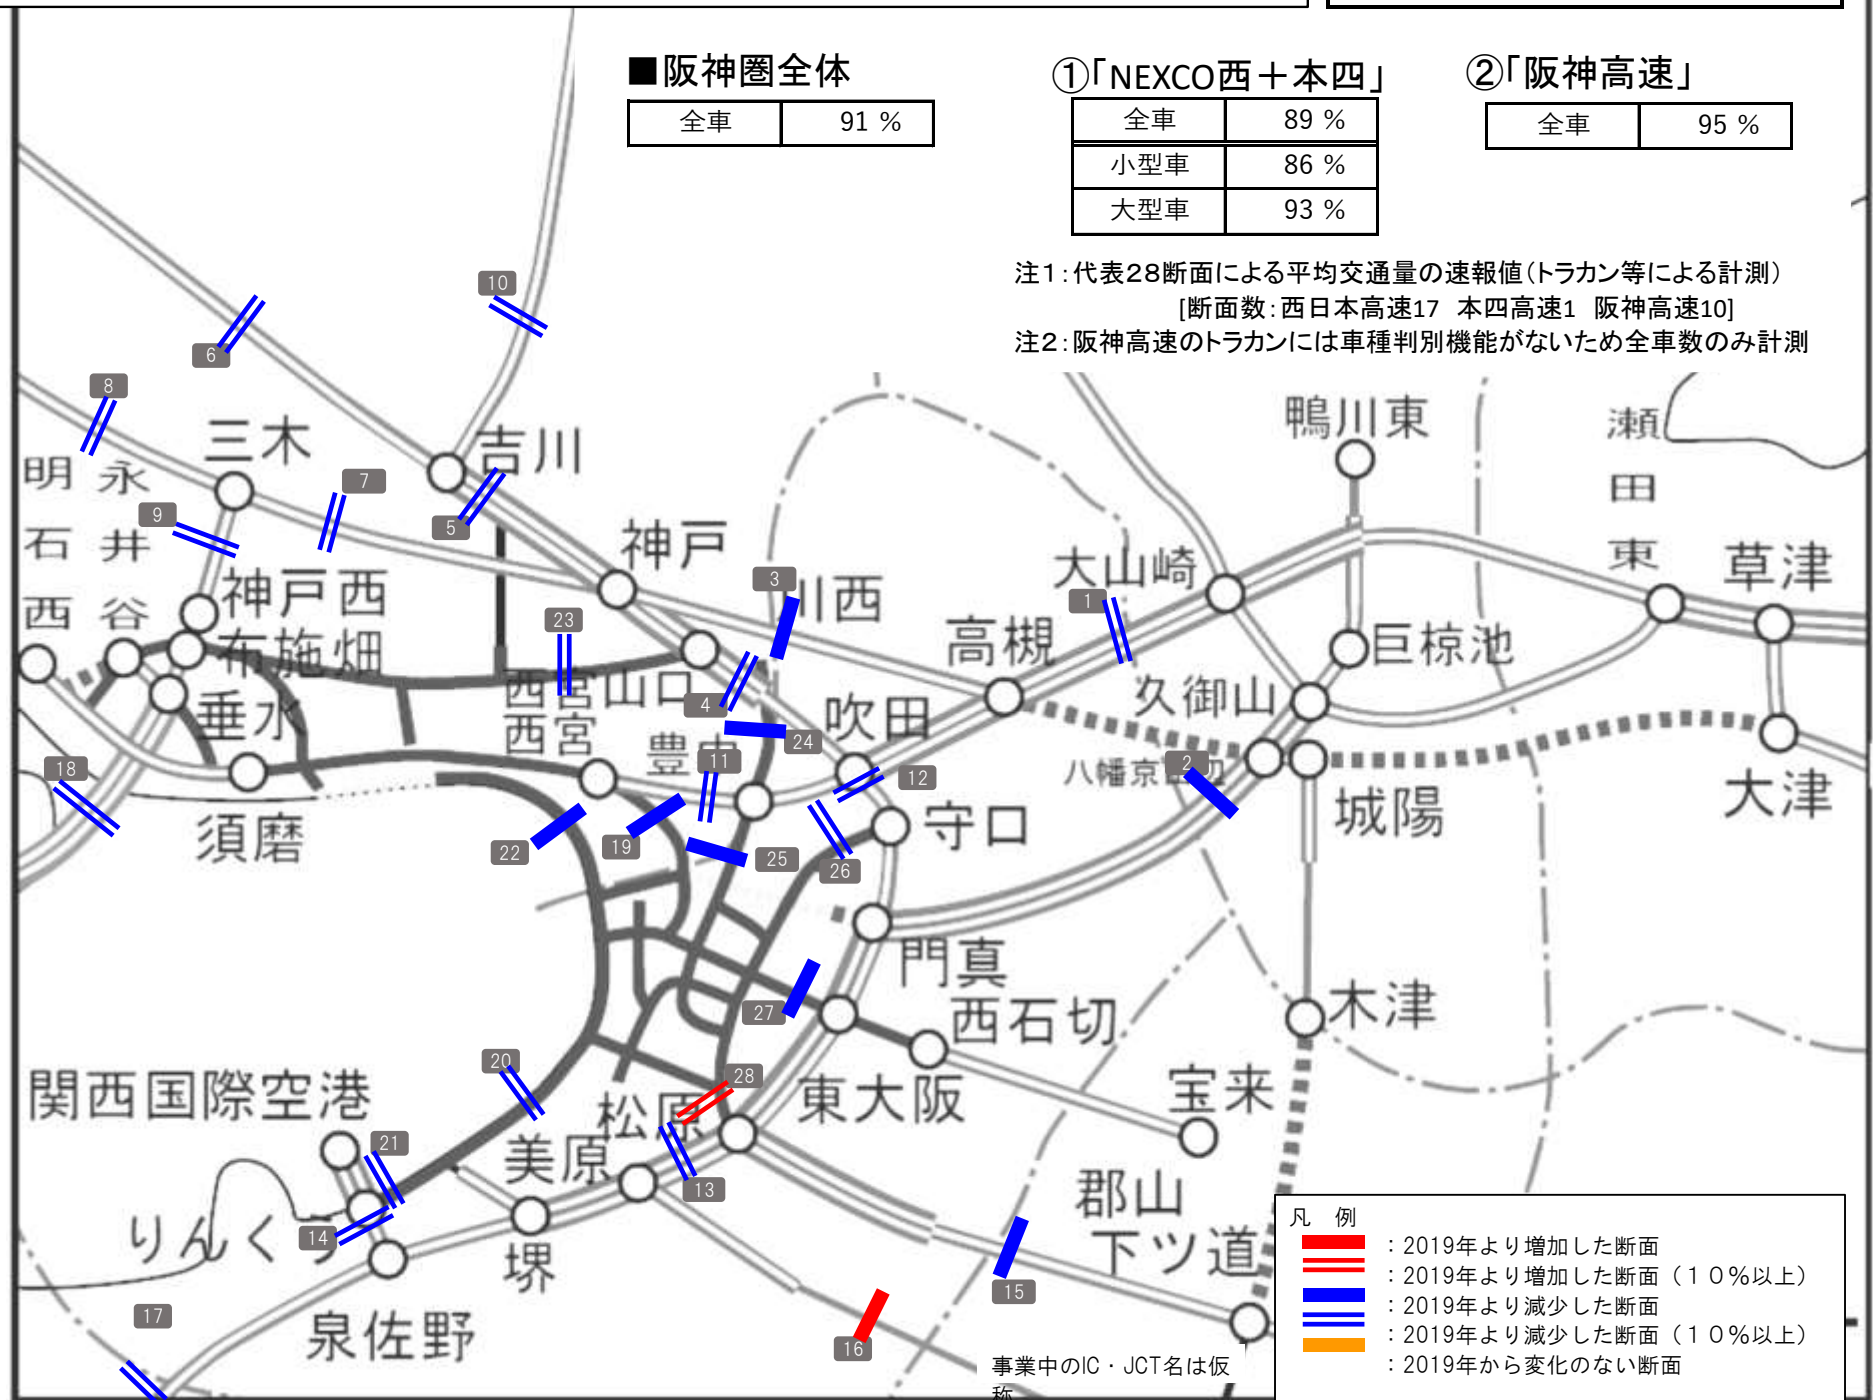 ■阪神圏全体
全車 91 %
①「NEXCO西＋本四」
全車 89 %
小型車 86 %
大型車 93 %
②「阪神高速」
全車 95 %
注1：代表28断面による平均交通量の速報値（トラカン等による計測）
[断面数：西日本高速17 本四高速1 阪神高速10]
注2：阪神高速のトラカンには車種判別機能がないため全車数のみ計測
10
6
8
鴨川東
瀬田東
三木
吉川
明石西
永井谷
7
9
5
神戸
草津
大山崎
3
川西
1
神戸西
23
布施畑
高槻
巨椋池
西宮山口
4
久御山
垂水
吹田
西宮
24
豊中
11
12
2
八幡京田辺
18
大津
城陽
須磨
守口
22
19
25
26
門真
27
西石切
木津
20
28
関西国際空港
松原
東大阪
宝来
21
美原
13
郡山
りんくう
14
下ツ道
堺
15
17
泉佐野
16
事業中のIC・JCT名は仮
称
凡 例
：2019年より増加した断面
：2019年より増加した断面（１０％以上）
：2019年より減少した断面
：2019年より減少した断面（１０％以上）
：2019年から変化のない断面